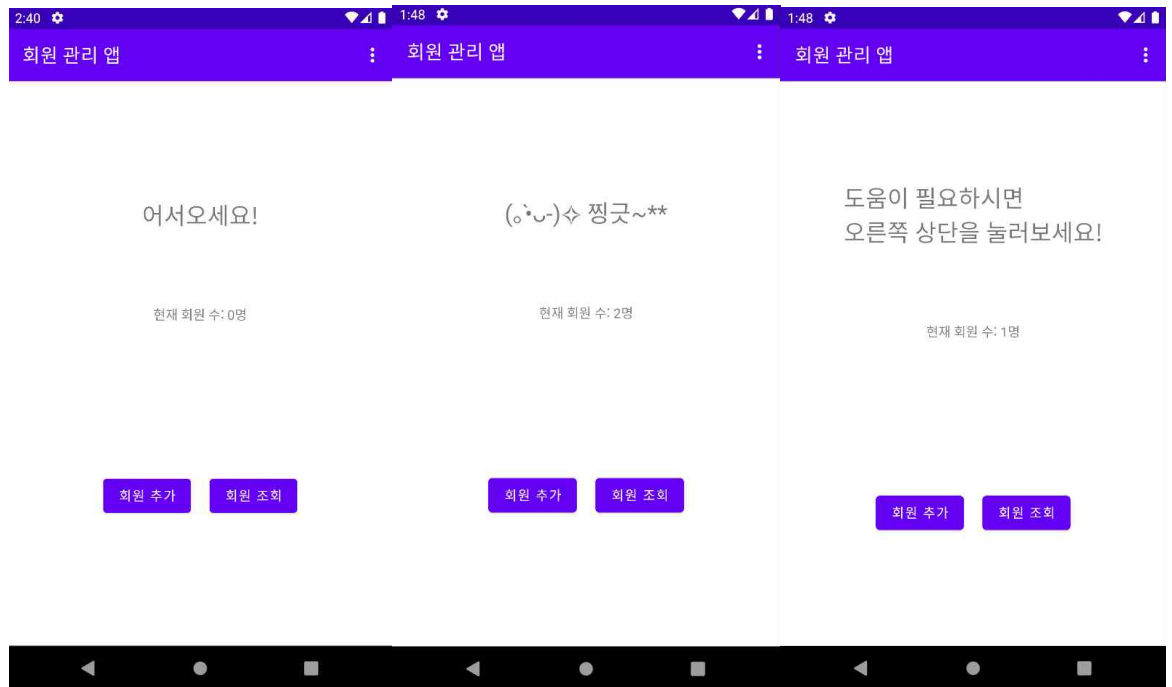 2:40
회원 관리 앱
어서오세요!
현재 회원 수: 0명
회원 추가
회원 조회
1:48
회원 관리 앱
(｡•̀ᴗ-)✧ 찡긋~**
현재 회원 수: 2명
회원 추가
회원 조회
1:48
회원 관리 앱
도움이 필요하시면
오른쪽 상단을 눌러보세요!
현재 회원 수: 1명
회원 추가
회원 조회